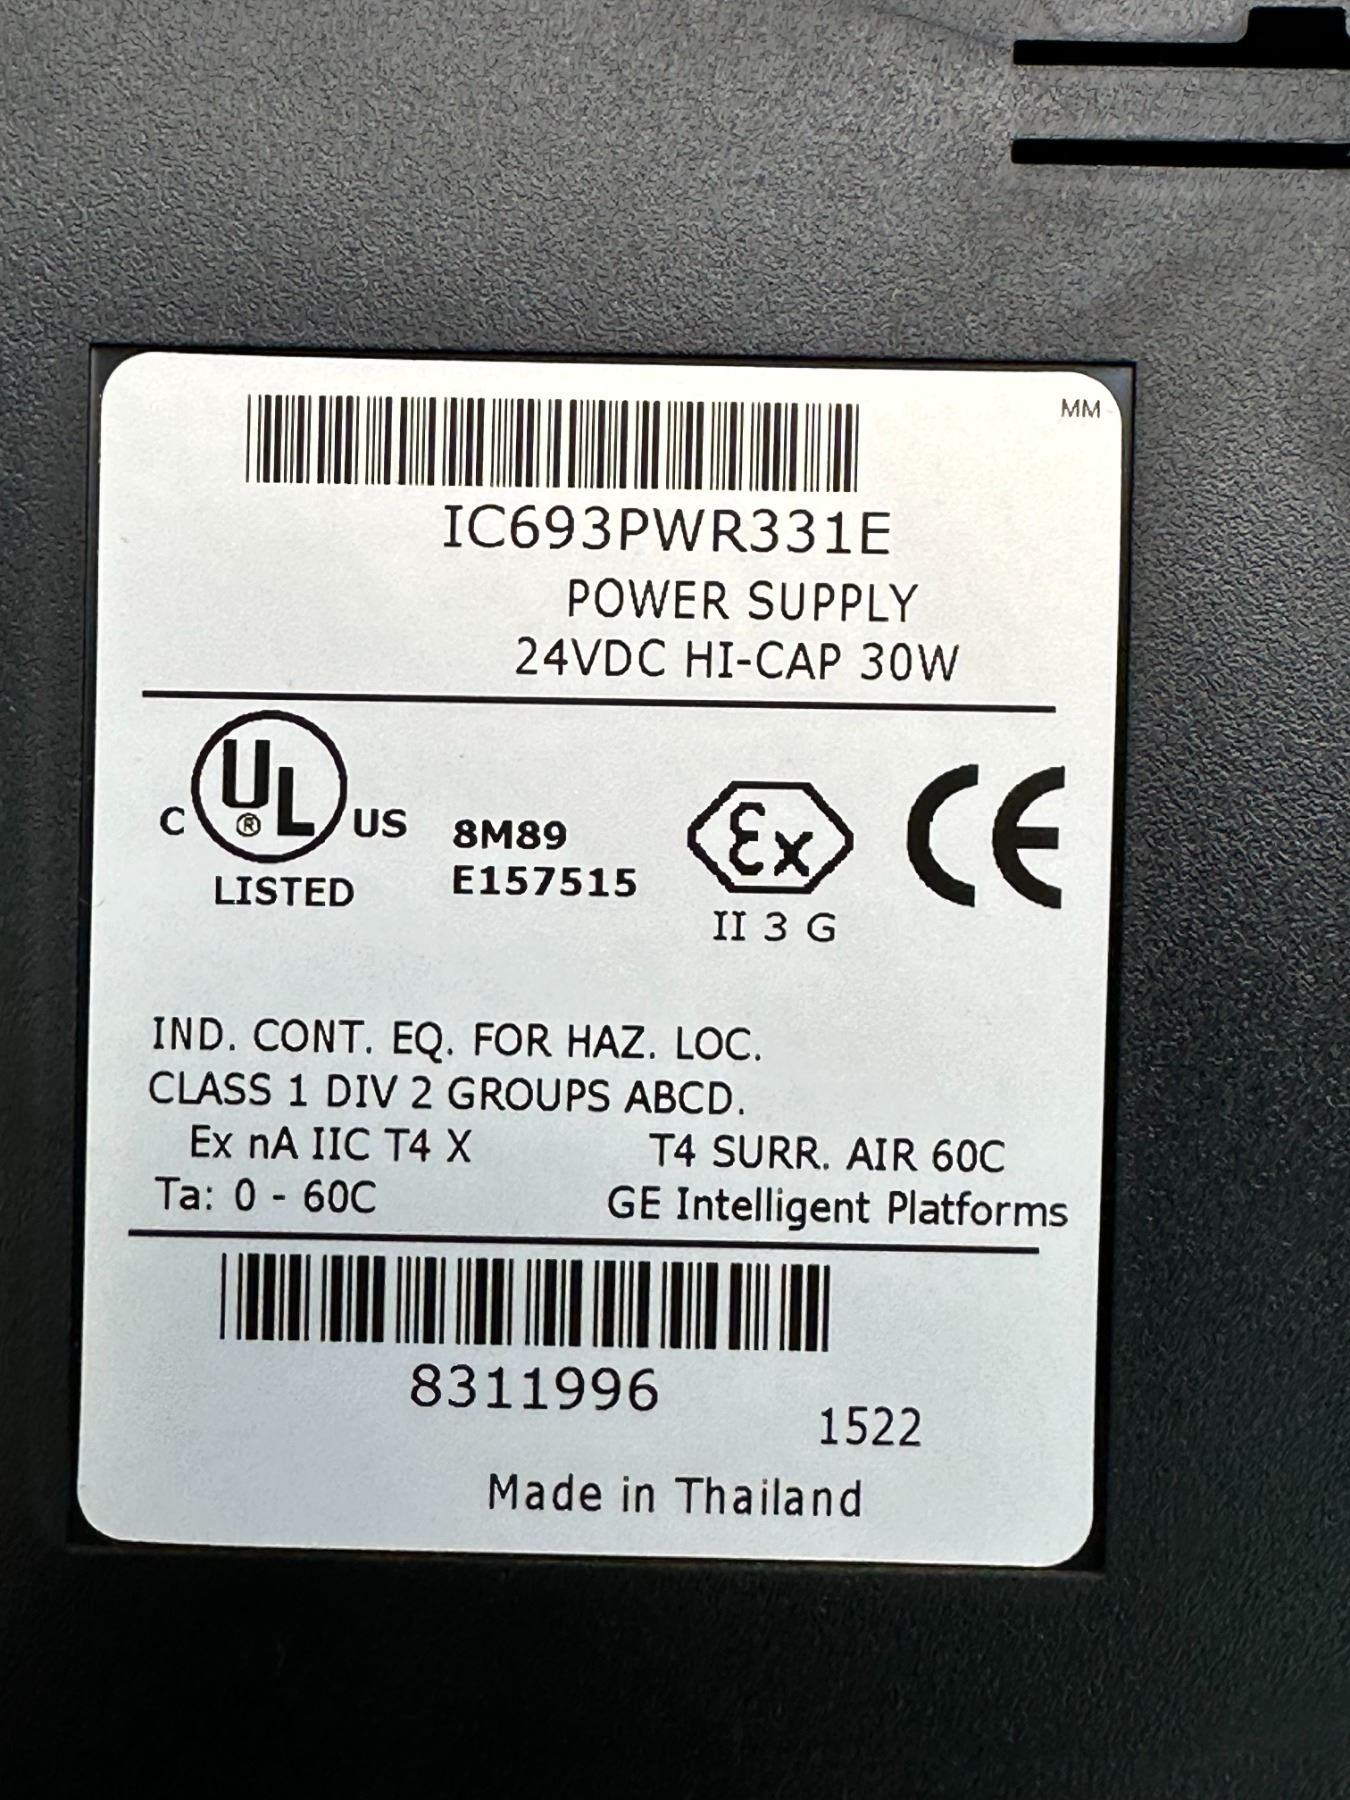 MM
IC693PWR331E
POWER SUPPLY
24VDC HI-CAP 30W
C UL ® US
LISTED
8M89
E157515
Ex
II 3 G
CE
IND. CONT. EQ. FOR HAZ. LOC.
CLASS 1 DIV 2 GROUPS ABCD.
Ex nA IIC T4 X T4 SURR. AIR 60C
Ta: 0 - 60C GE Intelligent Platforms
8311996
1522
Made in Thailand